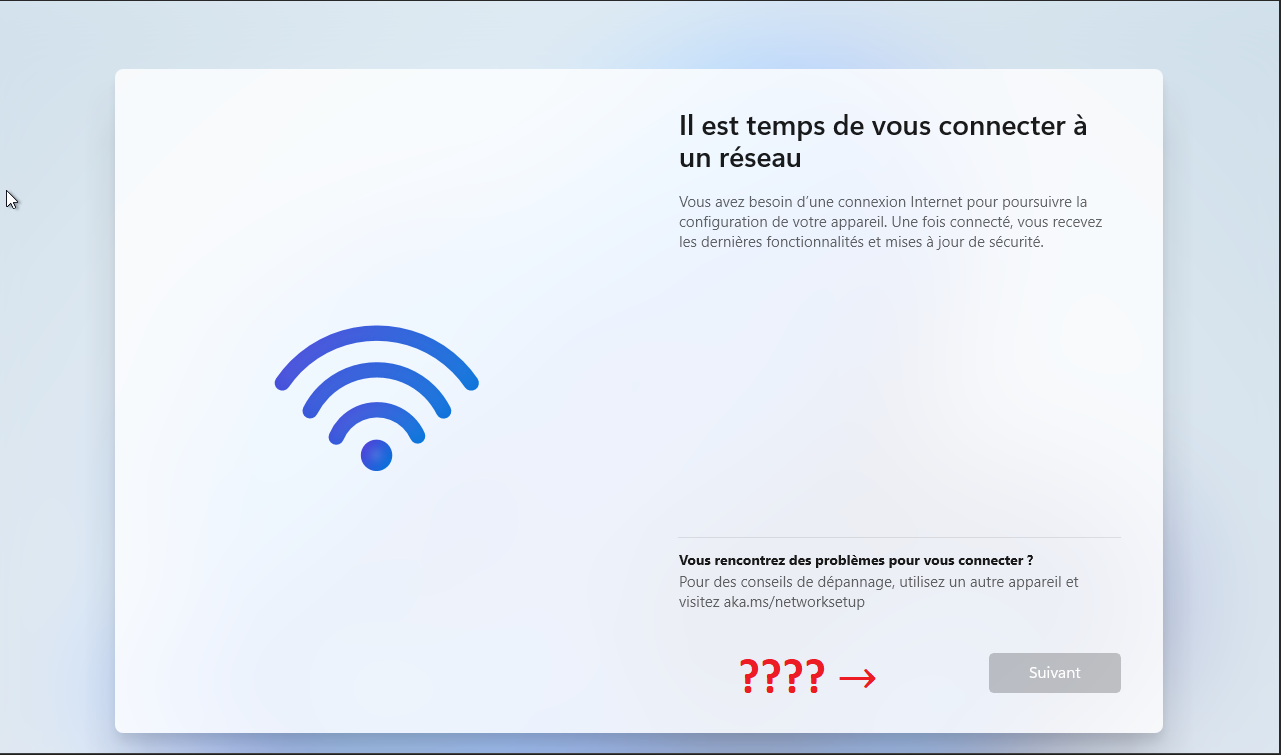 Il est temps de vous connecter à
un réseau
Vous avez besoin d’une connexion Internet pour poursuivre la
configuration de votre appareil. Une fois connecté, vous recevez
les dernières fonctionnalités et mises à jour de sécurité.
Vous rencontrez des problèmes pour vous connecter ?
Pour des conseils de dépannage, utilisez un autre appareil et
visitez aka.ms/networksetup
???? →
Suivant